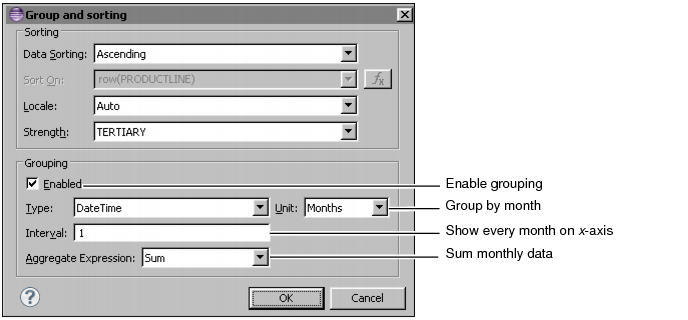 Group and sorting
Sorting
Data Sorting: Ascending
Sort On: row(PRODUCTLINE) fx
Locale: Auto
Strength: TERTIARY
Grouping
Enabled Enable grouping
Type: DateTime Unit: Months Group by month
Interval: 1 Show every month on x-axis
Aggregate Expression: Sum Sum monthly data
? OK Cancel